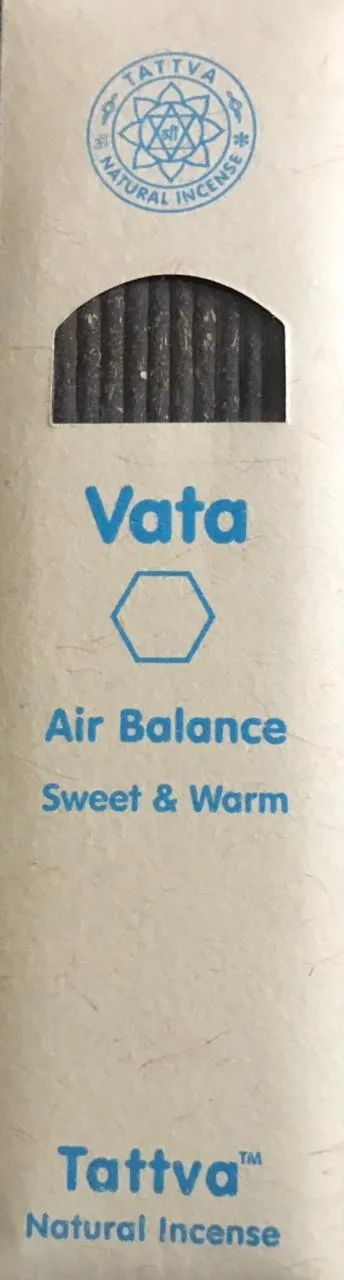 TATTVA
श्री
NATURAL INCENSE
Vata
Air Balance
Sweet & Warm
Tattva™
Natural Incense